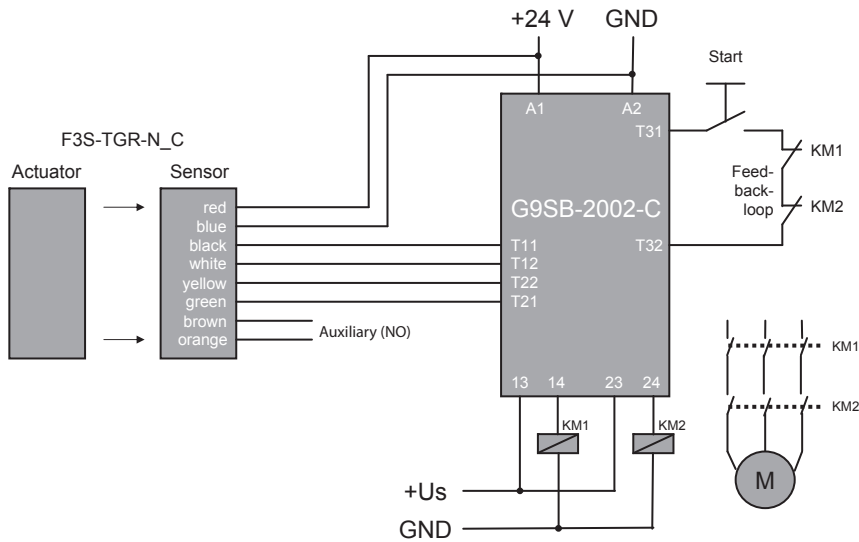 +24 V GND
Start
A1 A2
T31
F3S-TGR-N_C
Actuator Sensor
KM1
Feed-
back-
loop
KM2
red
blue
black
white
yellow
green
brown
orange
G9SB-2002-C
T11
T12
T22
T21
T32
Auxiliary (NO)
13 14 23 24
KM1 KM2
+Us
GND
KM1
KM2
M